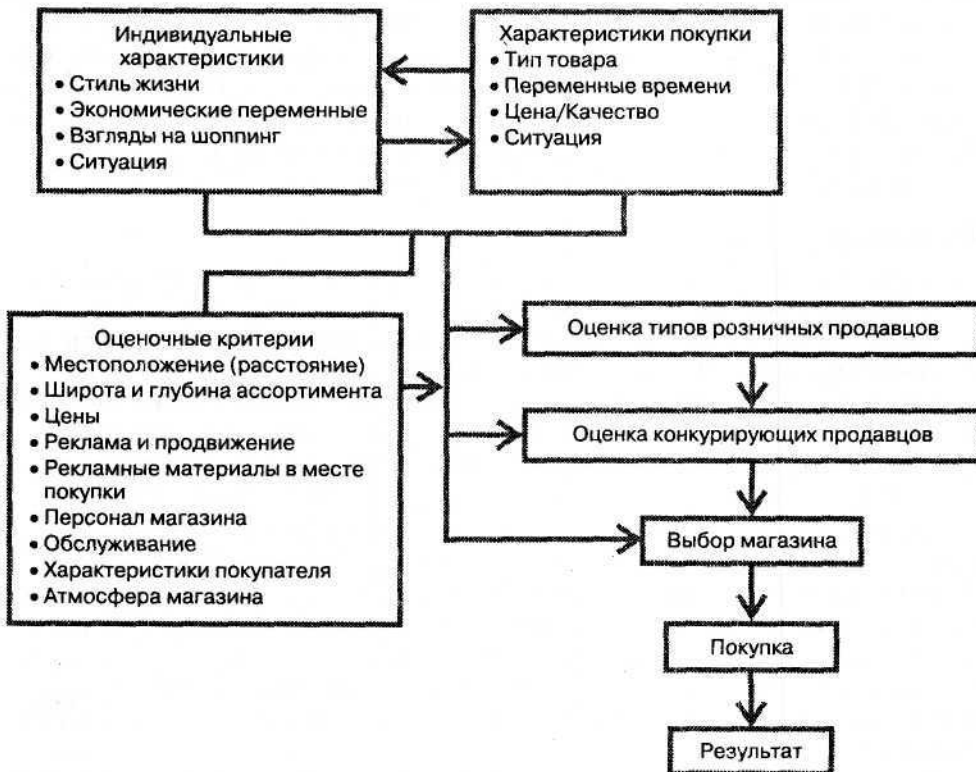 Индивидуальные
характеристики
• Стиль жизни
• Экономические переменные
• Взгляды на шоппинг
• Ситуация
Характеристики покупки
• Тип товара
• Переменные времени
• Цена/Качество
• Ситуация
Оценочные критерии
• Местоположение (расстояние)
• Широта и глубина ассортимента
• Цены
• Реклама и продвижение
• Рекламные материалы в месте
покупки
• Персонал магазина
• Обслуживание
• Характеристики покупателя
• Атмосфера магазина
Оценка типов розничных продавцов
Оценка конкурирующих продавцов
Выбор магазина
Покупка
Результат